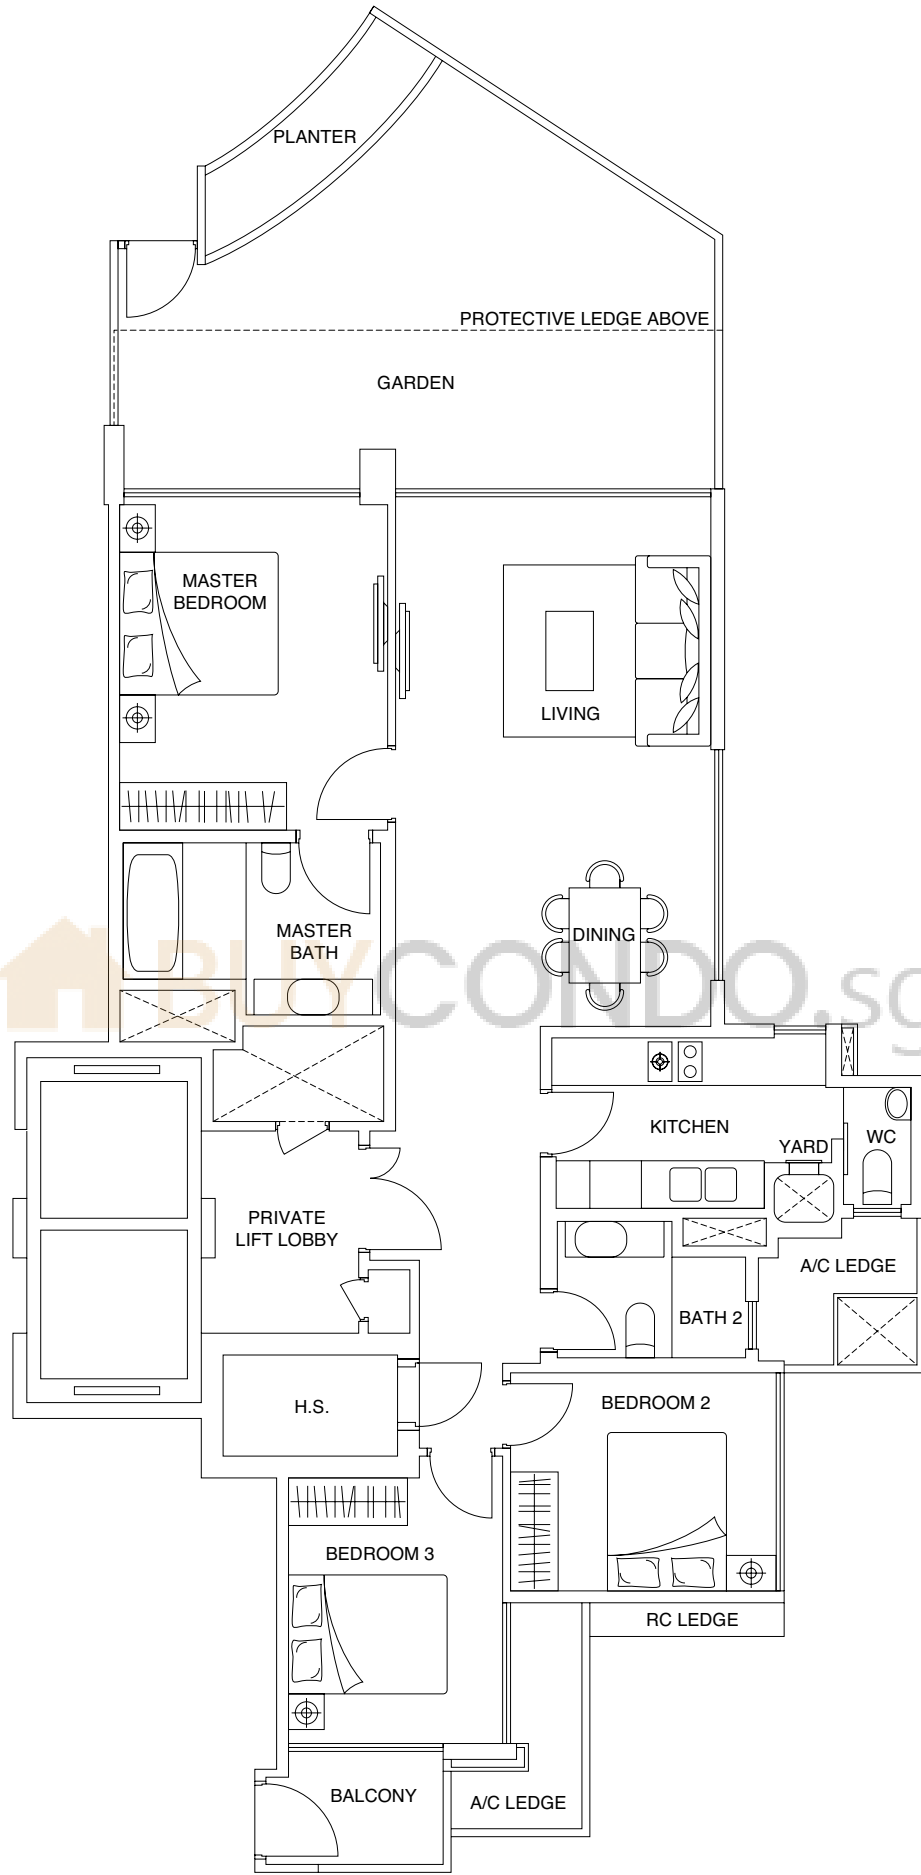 PLANTER
PROTECTIVE LEDGE ABOVE
GARDEN
MASTER
BEDROOM
LIVING
MASTER
BATH
DINING
BUYCONDO.sg
KITCHEN
YARD
WC
PRIVATE
LIFT LOBBY
A/C LEDGE
BATH 2
H.S.
BEDROOM 2
BEDROOM 3
RC LEDGE
BALCONY
A/C LEDGE